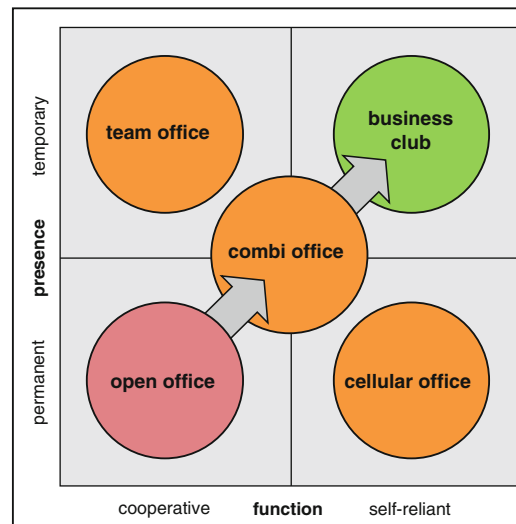 temporary
team office
business
club
presence
combi office
permanent
open office
cellular office
cooperative
function
self-reliant